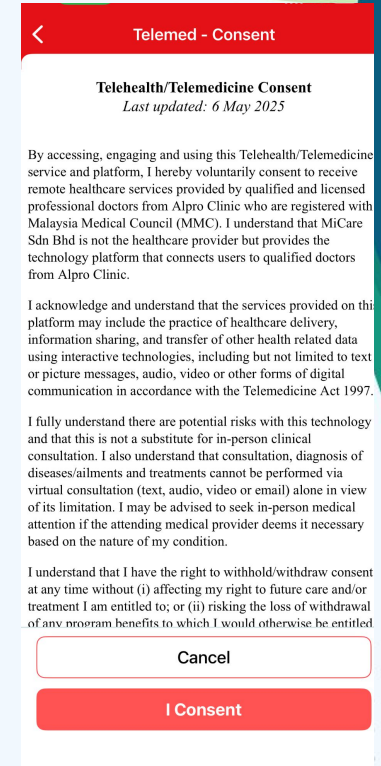 Telemed - Consent
Telehealth/Telemedicine Consent
Last updated: 6 May 2025
By accessing, engaging and using this Telehealth/Telemedicine
service and platform, I hereby voluntarily consent to receive
remote healthcare services provided by qualified and licensed
professional doctors from Alpro Clinic who are registered with
Malaysia Medical Council (MMC). I understand that MiCare
Sdn Bhd is not the healthcare provider but provides the
technology platform that connects users to qualified doctors
from Alpro Clinic.
I acknowledge and understand that the services provided on this
platform may include the practice of healthcare delivery,
information sharing, and transfer of other health related data
using interactive technologies, including but not limited to text
or picture messages, audio, video or other forms of digital
communication in accordance with the Telemedicine Act 1997.
I fully understand there are potential risks with this technology
and that this is not a substitute for in-person clinical
consultation. I also understand that consultation, diagnosis of
diseases/ailments and treatments cannot be performed via
virtual consultation (text, audio, video or email) alone in view
of its limitation. I may be advised to seek in-person medical
attention if the attending medical provider deems it necessary
based on the nature of my condition.
I understand that I have the right to withhold/withdraw consent
at any time without (i) affecting my right to future care and/or
treatment I am entitled to; or (ii) risking the loss of withdrawal
of any program benefits to which I would otherwise be entitled
Cancel
I Consent